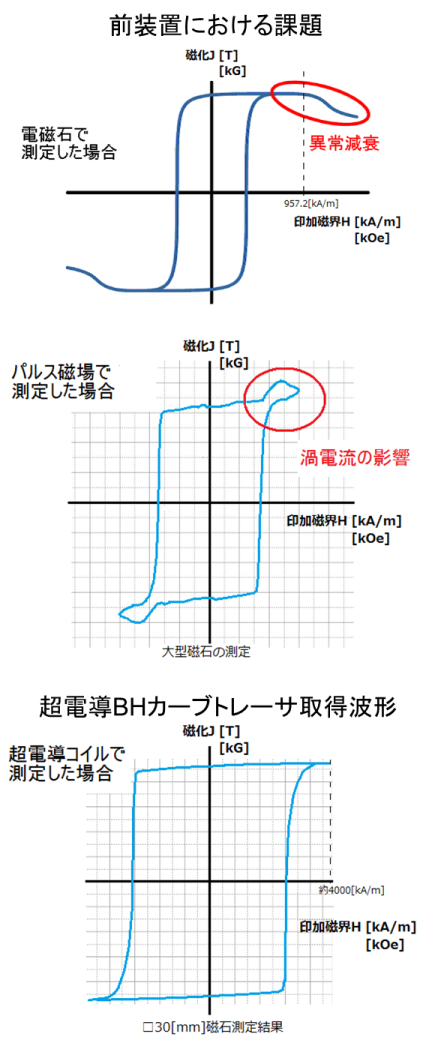 前装置における課題
磁化J [T]
[kG]
電磁石で
測定した場合
異常減衰
957.2[kA/m]
印加磁界H [kA/m]
[kOe]
磁化J [T]
[kG]
パルス磁場で
測定した場合
渦電流の影響
印加磁界H [kA/m]
[kOe]
大型磁石の測定
超電導BHカーブトレーサ取得波形
磁化J [T]
[kG]
超電導コイルで
測定した場合
約4000[kA/m]
印加磁界H [kA/m]
[kOe]
□30[mm]磁石測定結果